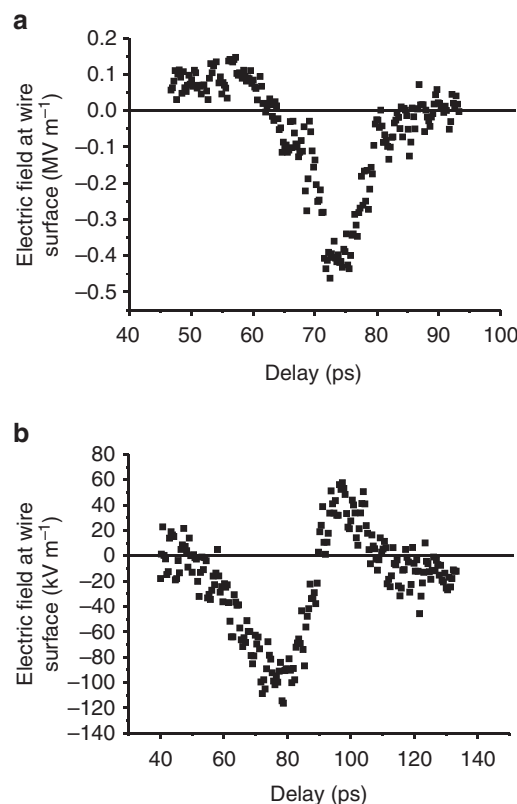 a
Electric field at wire
surface (MV m⁻¹)
0.2
0.1
0.0
−0.1
−0.2
−0.3
−0.4
−0.5
40 50 60 70 80 90 100
Delay (ps)
b
Electric field at wire
surface (kV m⁻¹)
80
60
40
20
0
−20
−40
−60
−80
−100
−120
−140
40 60 80 100 120 140
Delay (ps)